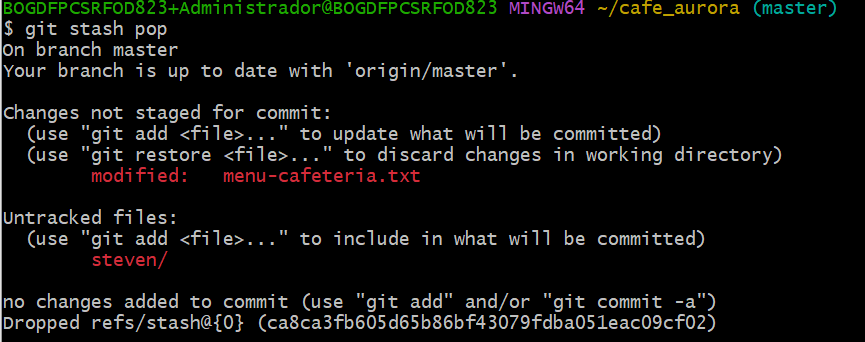 BOGDFPCSRFOD823+Administrador@BOGDFPCSRFOD823 MINGW64 ~/cafe_aurora (master)
$ git stash pop
On branch master
Your branch is up to date with 'origin/master'.

Changes not staged for commit:
  (use "git add <file>..." to update what will be committed)
  (use "git restore <file>..." to discard changes in working directory)
        modified:   menu-cafeteria.txt

Untracked files:
  (use "git add <file>..." to include in what will be committed)
        steven/

no changes added to commit (use "git add" and/or "git commit -a")
Dropped refs/stash@{0} (ca8ca3fb605d65b86bf43079fdba051eac09cf02)